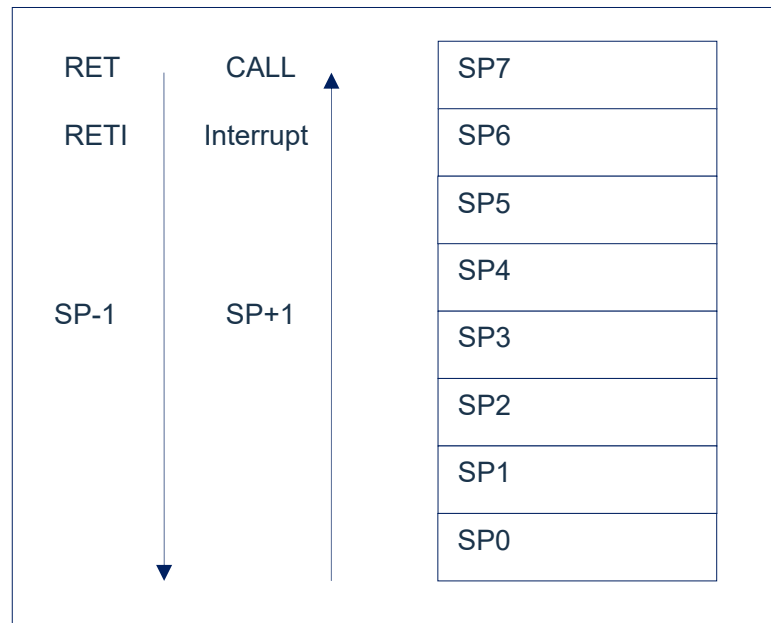 RET CALL SP7
RETI Interrupt SP6
SP5
SP4
SP-1 SP+1 SP3
SP2
SP1
SP0